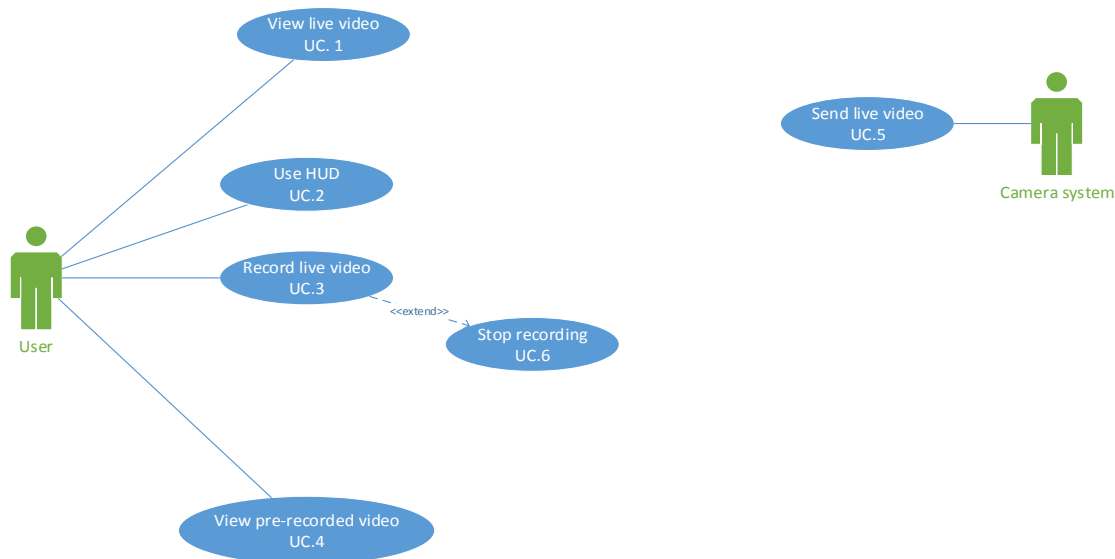 View live video
UC. 1
Send live video
UC.5
Camera system
Use HUD
UC.2
Record live video
UC.3
<<extend>>
Stop recording
UC.6
User
View pre-recorded video
UC.4